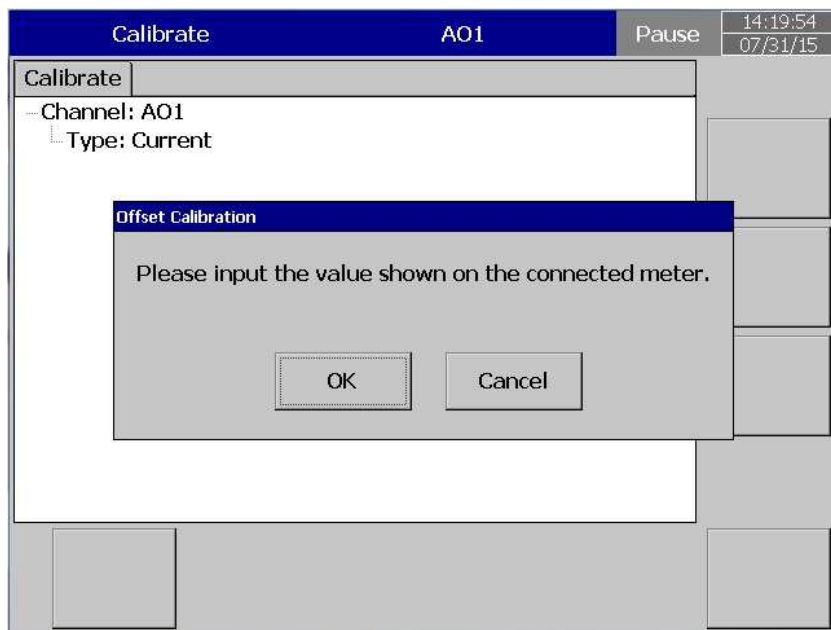 Calibrate AO1 Pause 14:19:54
07/31/15
Calibrate
Channel: AO1
Type: Current
Offset Calibration
Please input the value shown on the connected meter.
OK Cancel